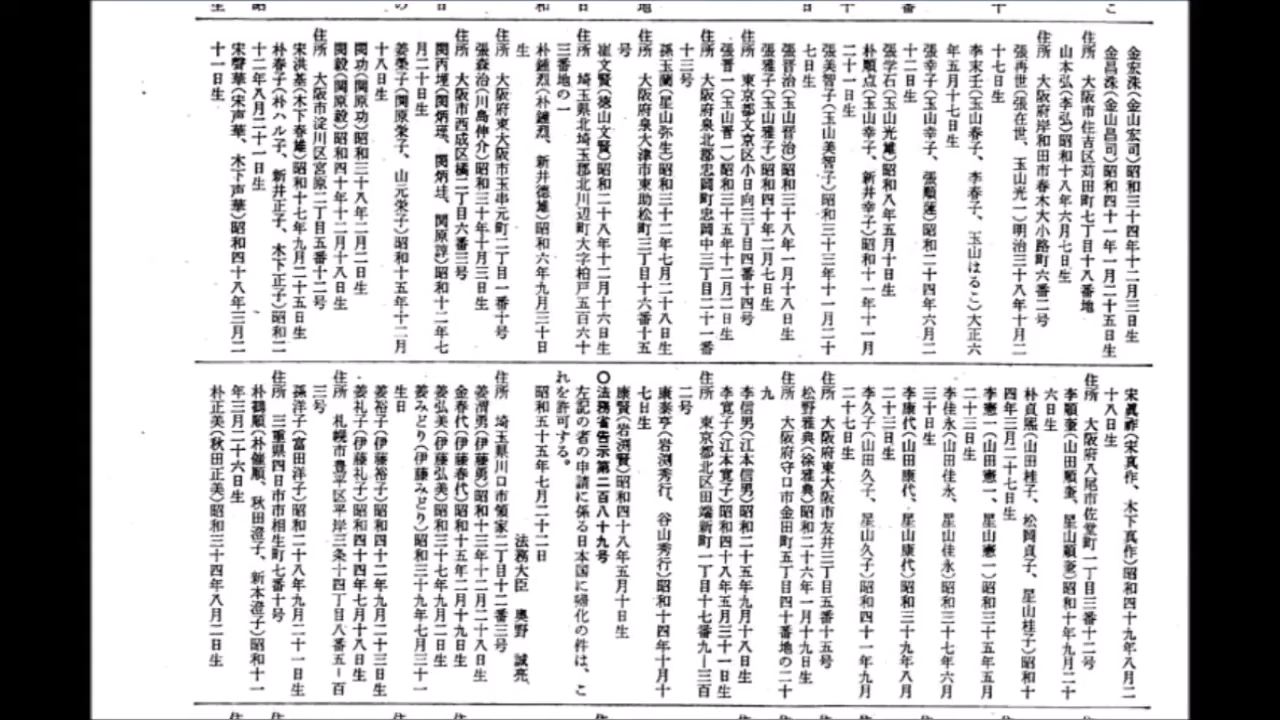 金宏洙(金山宏司)昭和三十四年十二月三日生
金昌洙(金山昌司)昭和四十一年一月二十五日生
住所　大阪市住吉区苅田町七丁目十八番地
山本弘(李弘)昭和十八年六月七日生
住所　大阪府岸和田市春木大小路町六番二号
張再世(張在世、玉山光一)明治三十八年十月二
十七日生
李末壬(玉山春子、李春子、玉山はるこ)大正六
年五月十七日生
張幸子(玉山幸子、張順蓮)昭和二十四年六月二
十二日生
張学石(玉山光雄)昭和八年五月十日生
朴順点(玉山幸子、新井幸子)昭和十一年十一月
二十一日生
張美智子(玉山美智子)昭和三十三年十一月二十
七日生
張晋治(玉山晋治)昭和三十八年一月十八日生
張雅子(玉山雅子)昭和四十年二月七日生
住所　東京都文京区小日向三丁目四番十四号
張晋一(玉山晋一)昭和三十五年十二月二日生
住所　大阪府泉北郡忠岡町忠岡中三丁目二十一番
十三号
孫玉蘭(星山弥生)昭和三十二年七月二十八日生
住所　大阪府泉大津市東助松町三丁目十六番十五
号
崔文賢(徳山文賢)昭和二十八年十二月十六日生
住所　埼玉県北埼玉郡北川辺町大字柏戸五百六十
三番地の一
朴鍾烈(朴鐘烈、新井徳雄)昭和六年九月三十日
生
住所　大阪府東大阪市玉串元町二丁目一番十号
張森治(川島伸介)昭和三十年十月三日生
住所　大阪市西成区橘二丁目六番三号
関丙埋(関炳埋、関炳珪、関原諄)昭和十二年七
月二十日生
姜栄子(関原栄子、山元栄子)昭和十五年十二月
十八日生
関功(関原功)昭和三十八年二月二日生
関毅(関原毅)昭和四十年十二月十八日生
住所　大阪市淀川区宮原二丁目五番十二号
宋洪基(木下春雄)昭和十七年九月二十五日生
朴春子(朴ハル子、新井正子、木下正子)昭和二
十二年八月二十一日生
宋聲華(宋声華、木下声華)昭和四十八年三月二
十一日生
宋眞祚(宋真作、木下真作)昭和四十九年八月二
十八日生
住所　大阪府八尾市佐堂町一丁目三番十二号
李順奎(山田順奎、星山順奎)昭和十年九月二十
六日生
朴貞熙(山田桂子、松岡貞子、星山桂子)昭和十
四年三月二十七日生
李憲一(山田憲一、星山憲一)昭和三十五年五月
二十三日生
李佳永(山田佳永、星山佳永)昭和三十七年六月
三十日生
李康代(山田康代、星山康代)昭和三十九年八月
二十三日生
李久子(山田久子、星山久子)昭和四十一年九月
二十七日生
住所　大阪府東大阪市友井三丁目五番十五号
松野雅典(徐雅典)昭和二十六年一月十九日生
住所　大阪府守口市金田町五丁目四十番地の二十
九
李信男(江本信男)昭和二十五年九月十八日生
李寛子(江本寛子)昭和四十八年五月三十一日生
住所　東京都北区田端新町一丁目十七番九ー三百
二号
康泰亨(岩渕秀行、谷山秀行)昭和十四年十月十
七日生
康賢(岩渕賢)昭和四十八年五月十日生
〇法務省告示第二百八十九号
左記の者の申請に係る日本国に帰化の件は、こ
れを許可する。
昭和五十五年七月二十二日
法務大臣　奥野　誠亮
住所　埼玉県川口市領家二丁目十二番三号
姜渭男(伊藤勇)昭和十三年十二月二十八日生
金春代(伊藤春代)昭和十五年二月十九日生
姜弘美(伊藤弘美)昭和三十七年九月二日生
姜みどり(伊藤みどり)昭和三十九年七月三十一
生日
姜裕子(伊藤裕子)昭和四十二年九月二十三日生
姜礼子(伊藤礼子)昭和四十四年七月十八日生
住所　札幌市豊平区平岸三条十四丁目八番五ー百
三号
孫洋子(富田洋子)昭和二十八年九月二十一日生
住所　三重県四日市市相生町七番十号
朴鶴順(朴催順、秋田澄子、新本澄子)昭和十一
年三月二十六日生
朴正美(秋田正美)昭和三十四年八月二日生